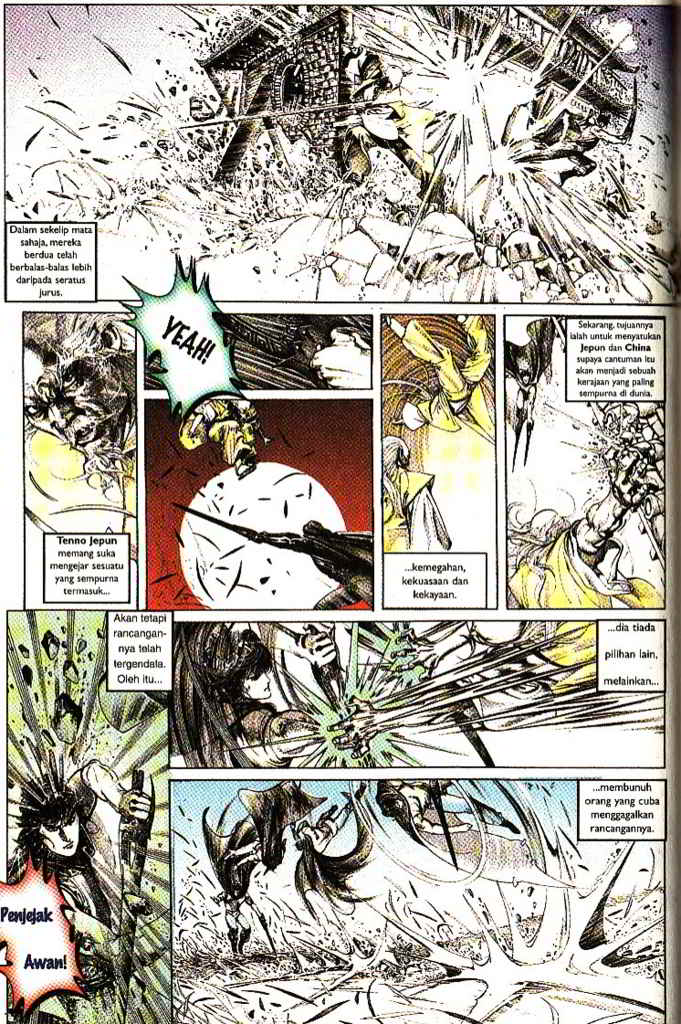 Dalam sekelip mata
sahaja, mereka
berdua telah
berbalas-balas lebih
daripada seratus
jurus.
YEAH!
Tenno Jepun
memang suka
mengejar sesuatu
yang sempurna
termasuk...
...kemegahan,
kekuasaan dan
kekayaan.
Sekarang, tujuannya
ialah untuk menyatukan
Jepun dan China
supaya cantuman itu
akan menjadi sebuah
kerajaan yang paling
sempurna di dunia.
Akan tetapi
rancangan-
nya telah
tergendala.
Oleh itu...
...dia tiada
pilihan lain,
melainkan...
Penjejak
Awan!
...membunuh
orang yang cuba
menggagalkan
rancangannya.